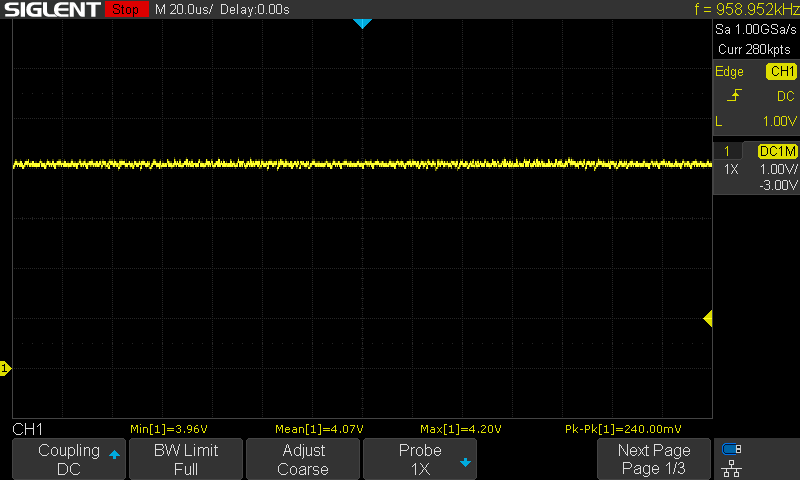 SIGLENT Stop M 20.0us/ Delay:0.00s f = 958.952kHz
Sa 1.00GSa/s
Curr 280kpts
Edge CH1
DC
L 1.00V
1 DC1M
1X 1.00V/
-3.00V
1
CH1 Min[1]=3.96V Mean[1]=4.07V Max[1]=4.20V Pk-Pk[1]=240.00mV
Coupling BW Limit Adjust Probe Next Page
DC Full Coarse 1X Page 1/3